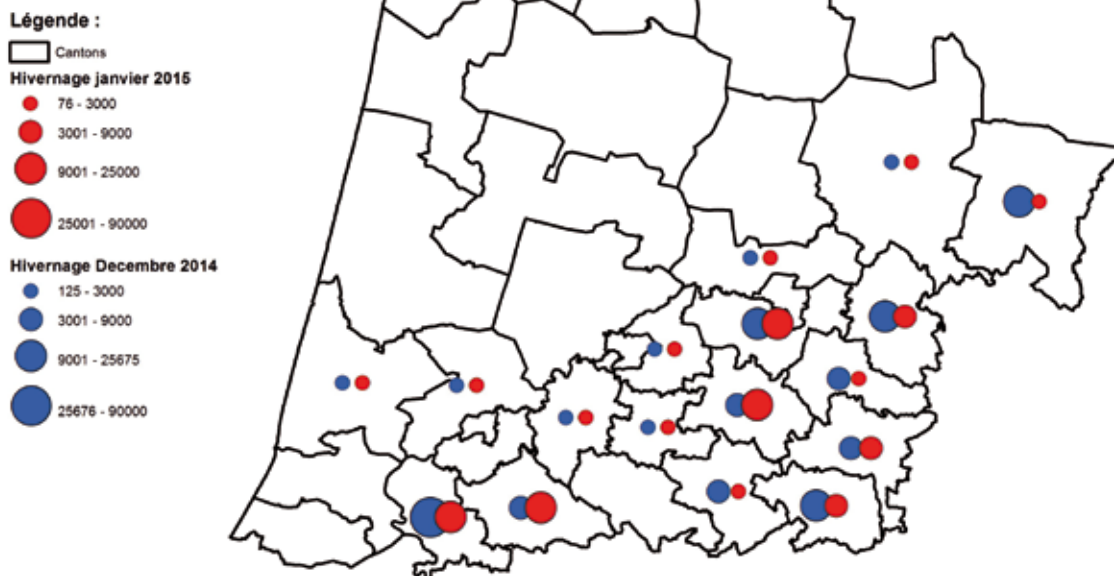 Légende :
Cantons
Hivernage janvier 2015
76 - 3000
3001 - 9000
9001 - 25000
25001 - 90000
Hivernage Decembre 2014
125 - 3000
3001 - 9000
9001 - 25675
25676 - 90000